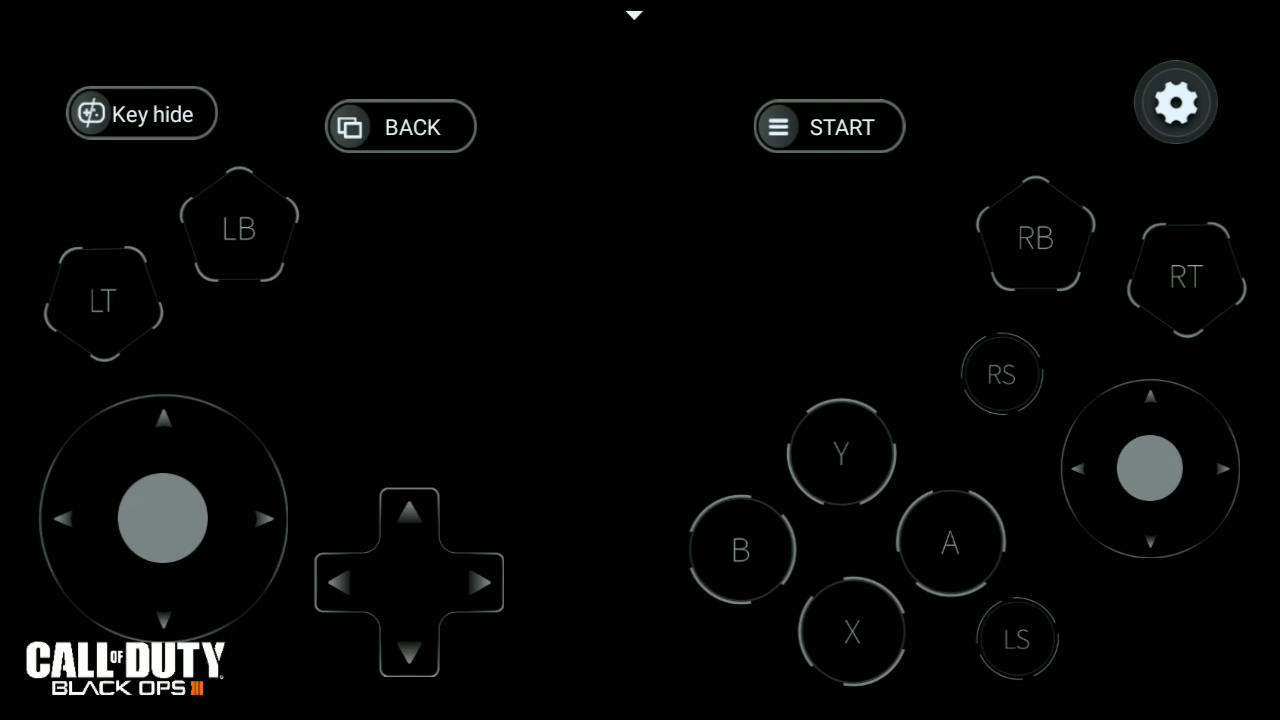 Key hide
BACK
START
LB
RB
LT
RT
RS
Y
B
A
X
LS
CALL OF DUTY
BLACK OPS III